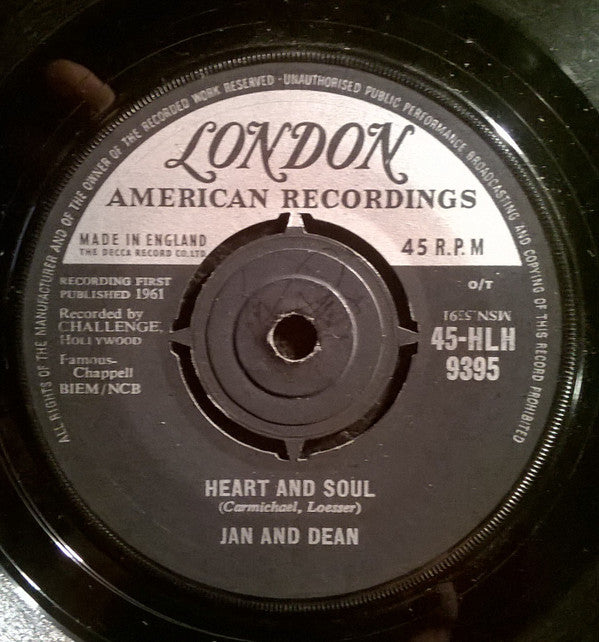 ALL RIGHTS OF THE MANUFACTURER AND OF THE OWNER OF THE RECORDED WORK RESERVED · UNAUTHORISED PUBLIC PERFORMANCE BROADCASTING AND COPYING OF THIS RECORD PROHIBITED
LONDON
AMERICAN RECORDINGS
MADE IN ENGLAND
THE DECCA RECORD CO. LTD.
45 R.P.M
RECORDING FIRST
PUBLISHED 1961
Recorded by
CHALLENGE,
HOLLYWOOD
Famous-
Chappell
BIEM/NCB
O/T
MSN.5391
45-HLH
9395
HEART AND SOUL
(Carmichael, Loesser)
JAN AND DEAN